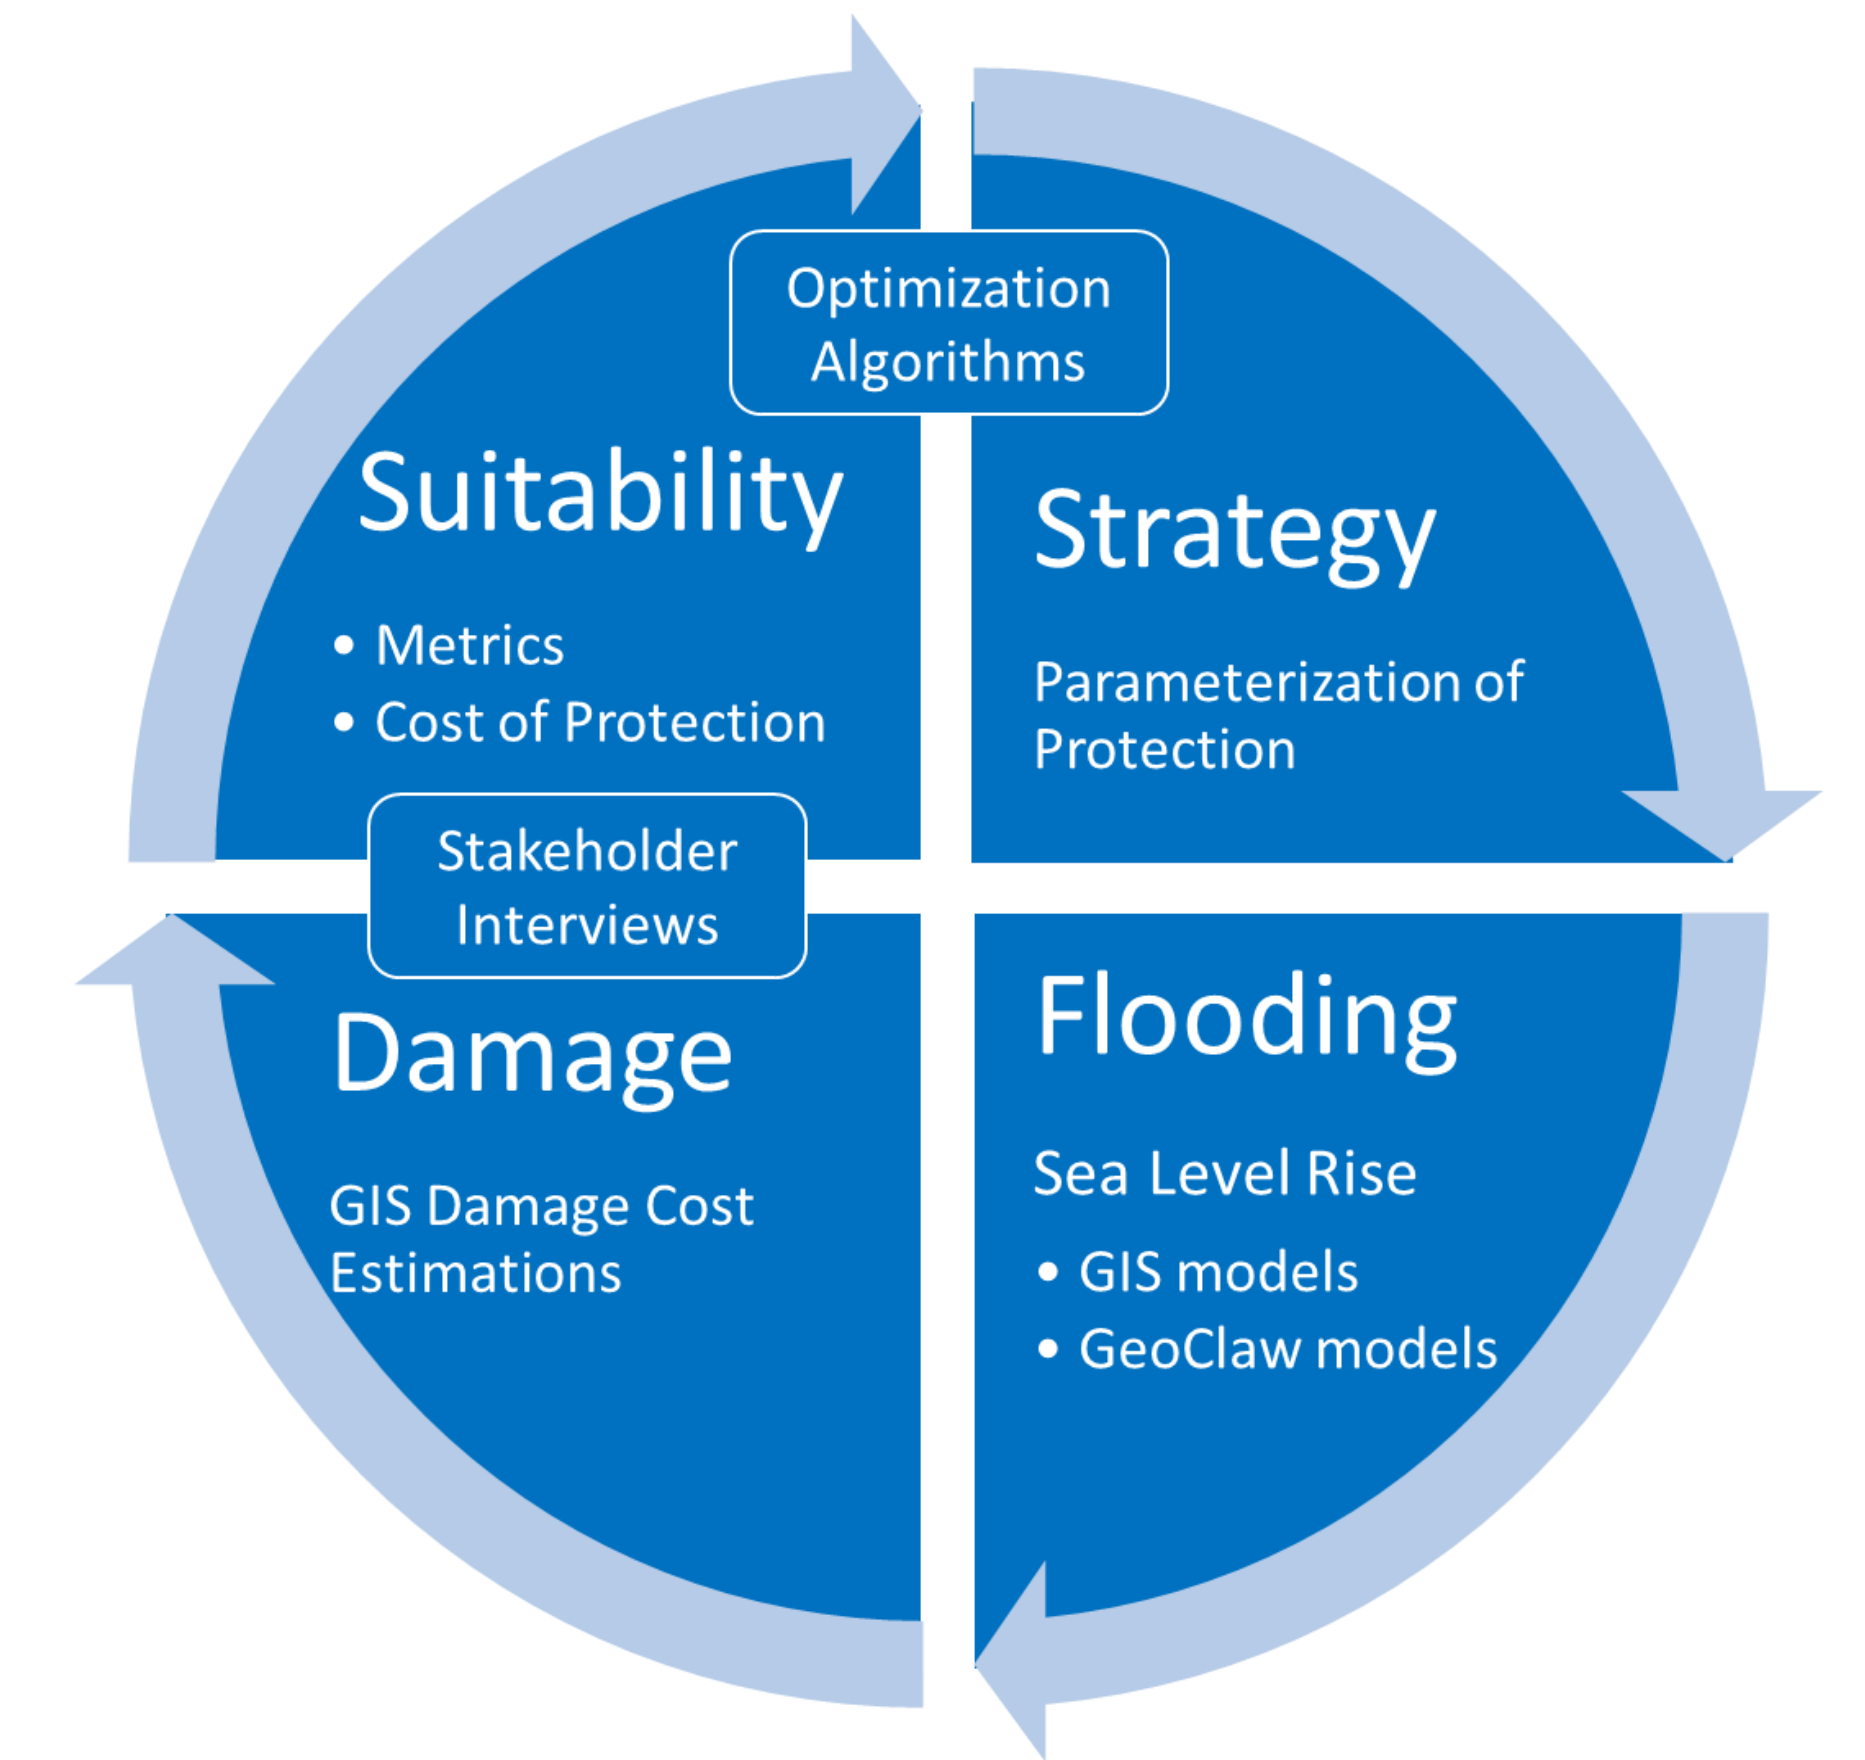 Optimization
Algorithms
Suitability
• Metrics
• Cost of Protection
Strategy
Parameterization of
Protection
Stakeholder
Interviews
Damage
GIS Damage Cost
Estimations
Flooding
Sea Level Rise
• GIS models
• GeoClaw models